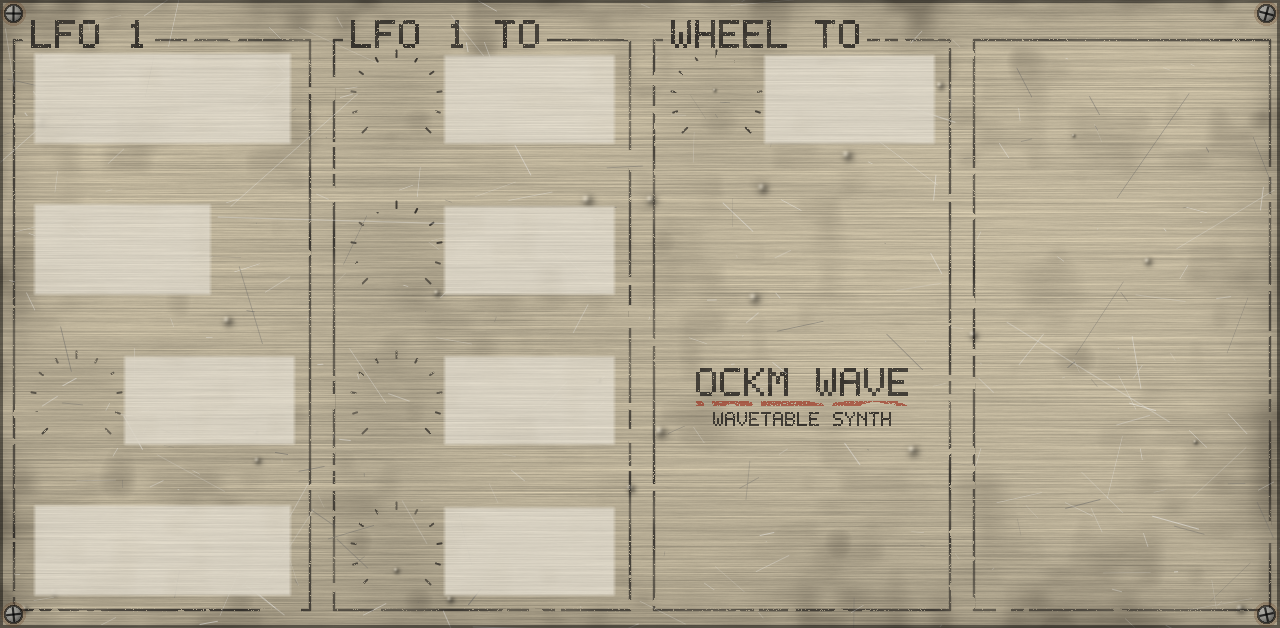 LFO 1
LFO 1 TO
WHEEL TO
OCKM WAVE
WAVETABLE SYNTH